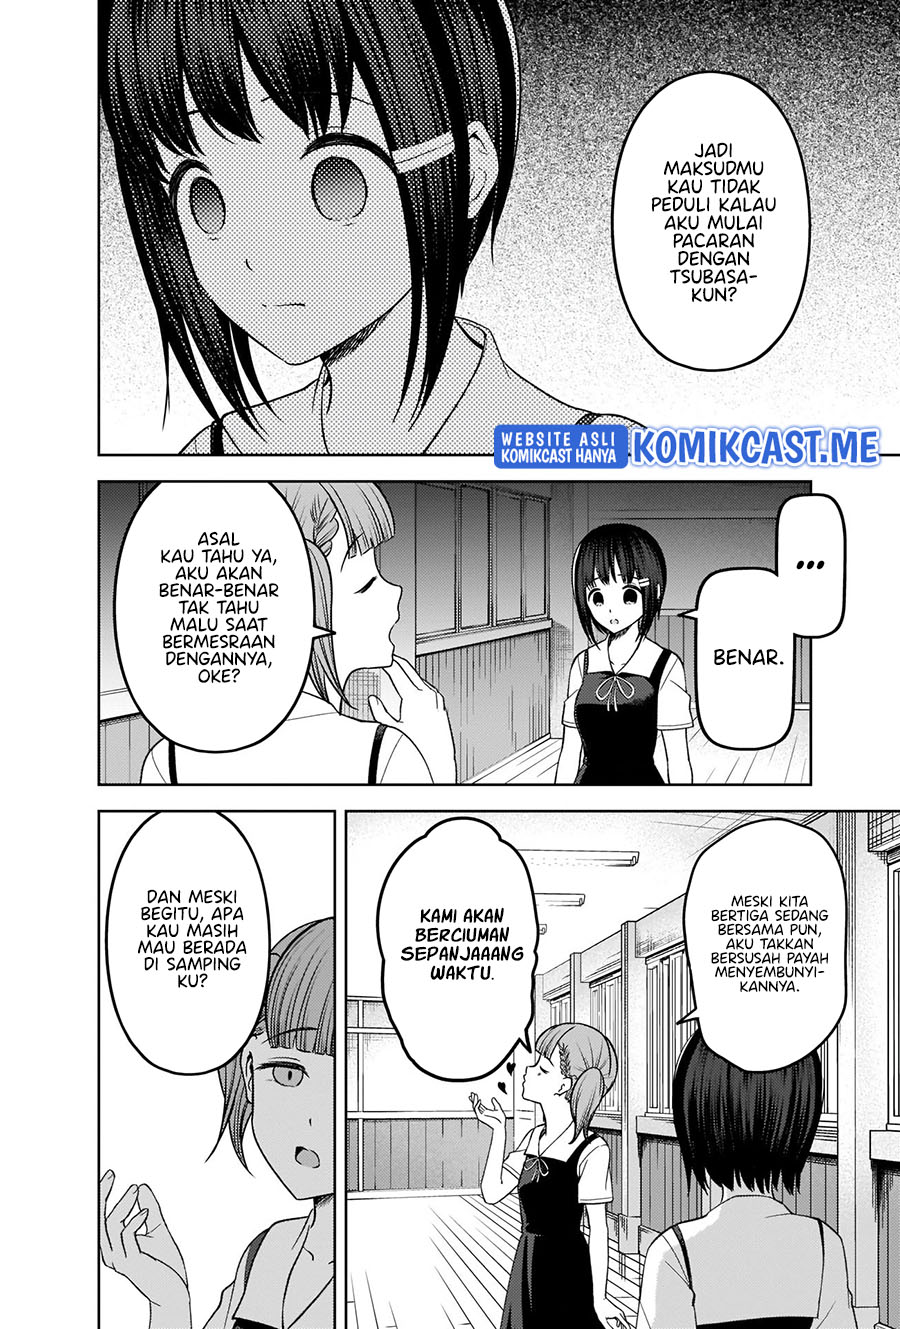 JADI
MAKSUDMU
KAU TIDAK
PEDULI KALAU
AKU MULAI
PACARAN
DENGAN
TSUBASA-
KUN?
WEBSITE ASLI
KOMIKCAST HANYA
KOMIKCAST.ME
...
BENAR.
ASAL
KAU TAHU YA,
AKU AKAN
BENAR-BENAR
TAK TAHU
MALU SAAT
BERMESRAAN
DENGANNYA,
OKE?
MESKI KITA
BERTIGA SEDANG
BERSAMA PUN,
AKU TAKKAN
BERSUSAH PAYAH
MENYEMBUNYI-
KANNYA.
KAMI AKAN
BERCIUMAN
SEPANJAAANG
WAKTU.
DAN MESKI
BEGITU, APA
KAU MASIH
MAU BERADA
DI SAMPING
KU?